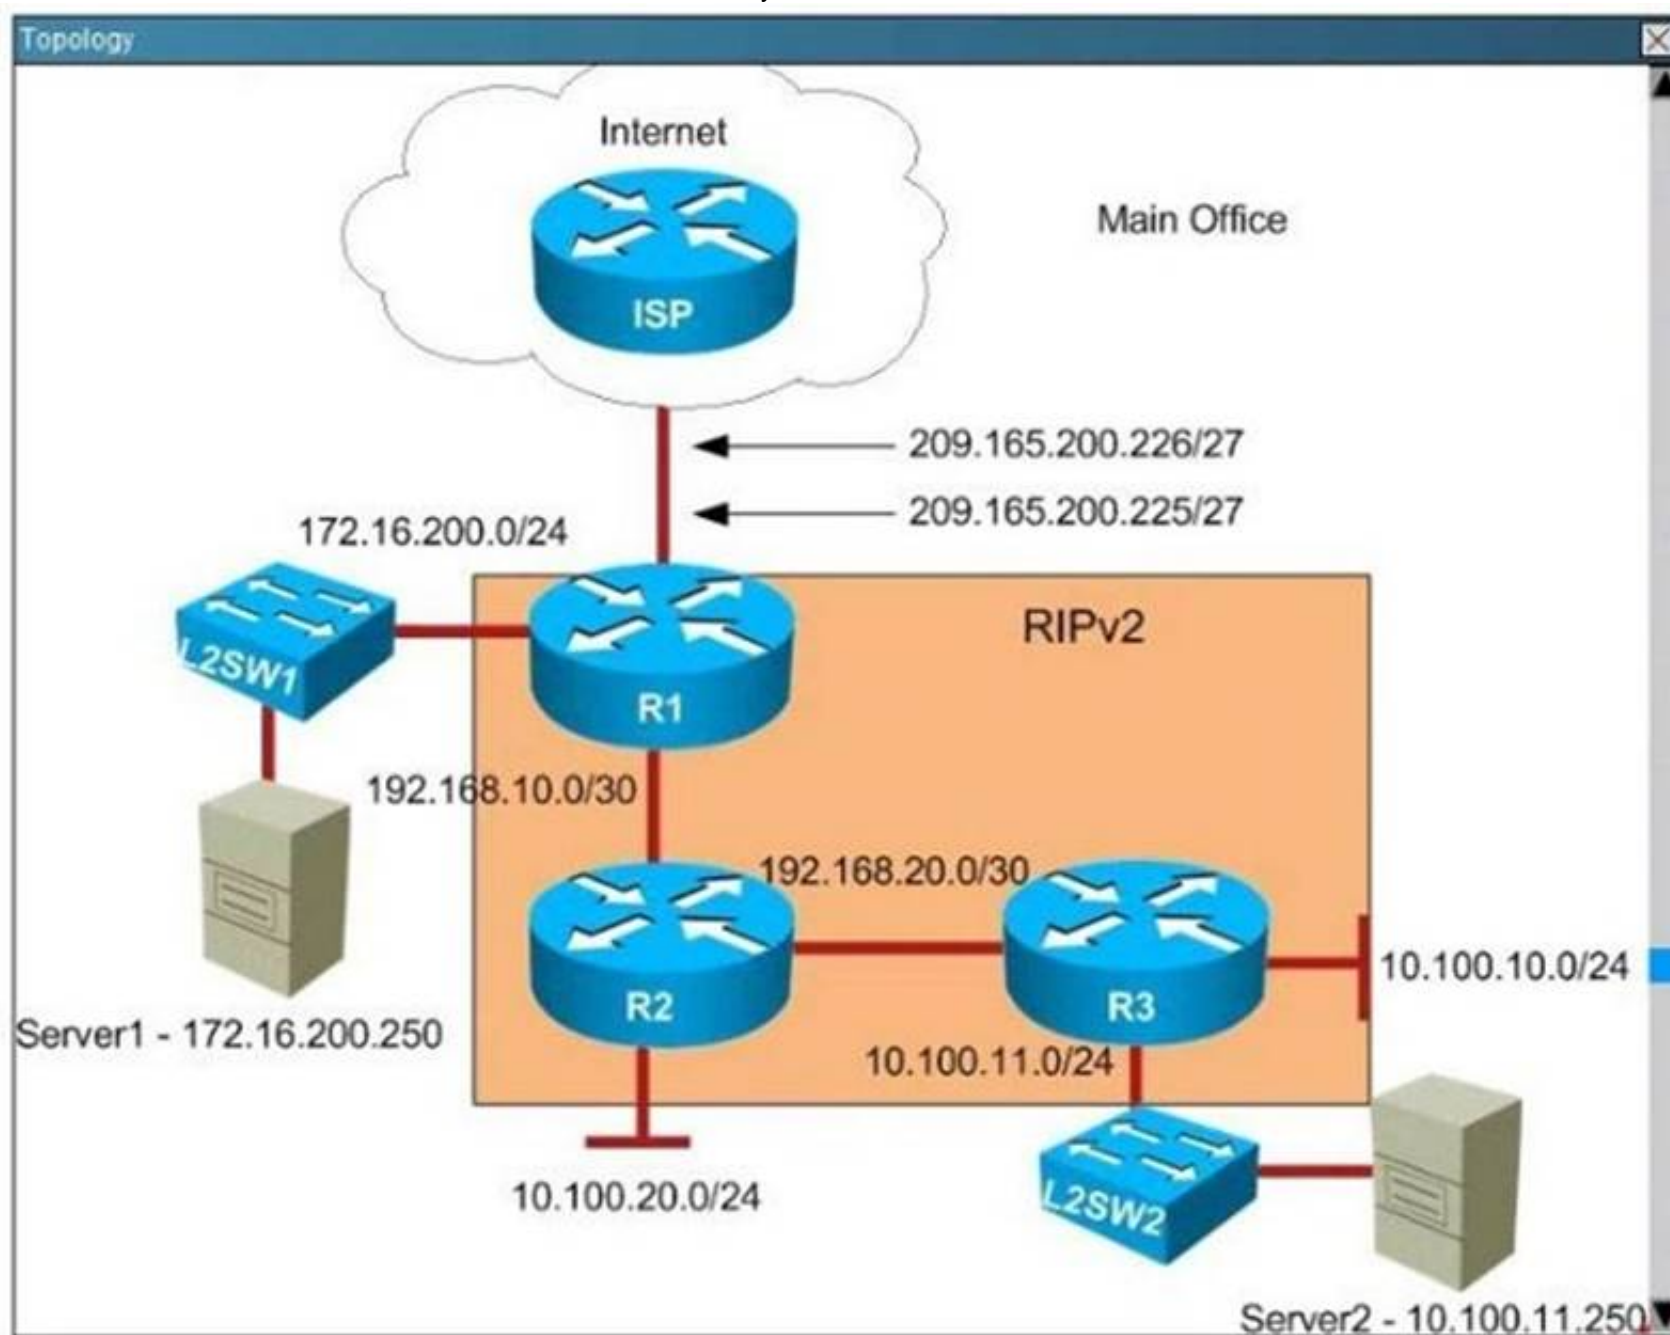 Topology
Internet
Main Office
ISP
209.165.200.226/27
209.165.200.225/27
172.16.200.0/24
RIPv2
L2SW1
R1
192.168.10.0/30
192.168.20.0/30
R2
R3
10.100.10.0/24
Server1 - 172.16.200.250
10.100.11.0/24
10.100.20.0/24
L2SW2
Server2 - 10.100.11.250